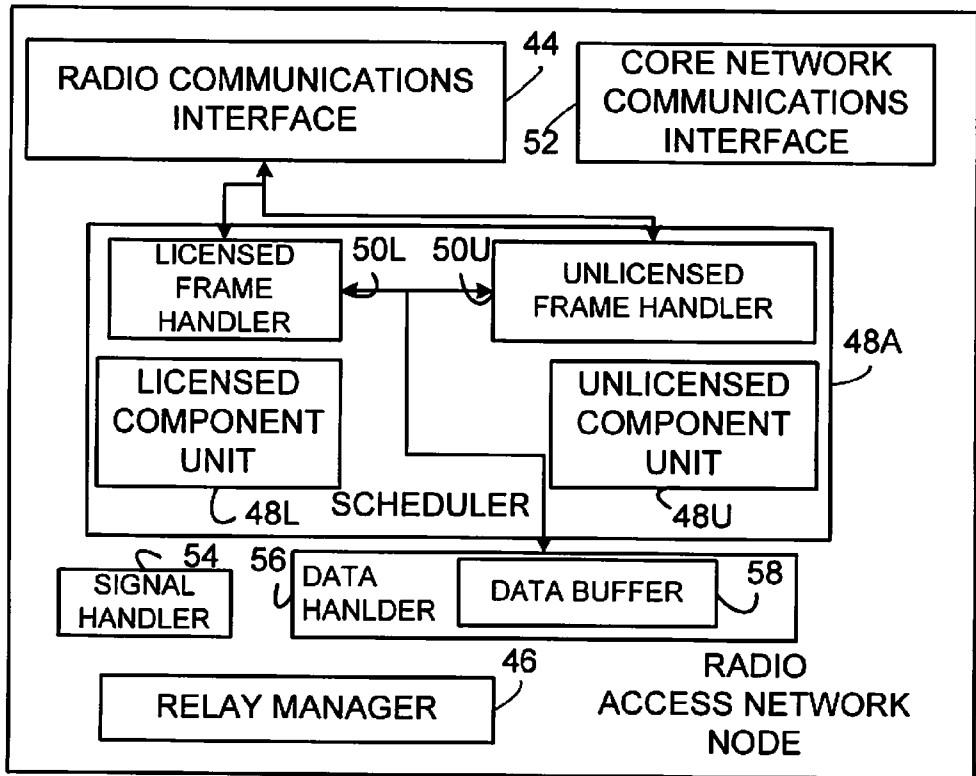 RADIO COMMUNICATIONS
INTERFACE
44
CORE NETWORK
COMMUNICATIONS
INTERFACE
52
LICENSED
FRAME
HANDLER
50L
50U
UNLICENSED
FRAME HANDLER
48A
LICENSED
COMPONENT
UNIT
UNLICENSED
COMPONENT
UNIT
48L
SCHEDULER
48U
54
SIGNAL
HANDLER
56
DATA
HANLDER
DATA BUFFER
58
46
RELAY MANAGER
RADIO
ACCESS NETWORK
NODE